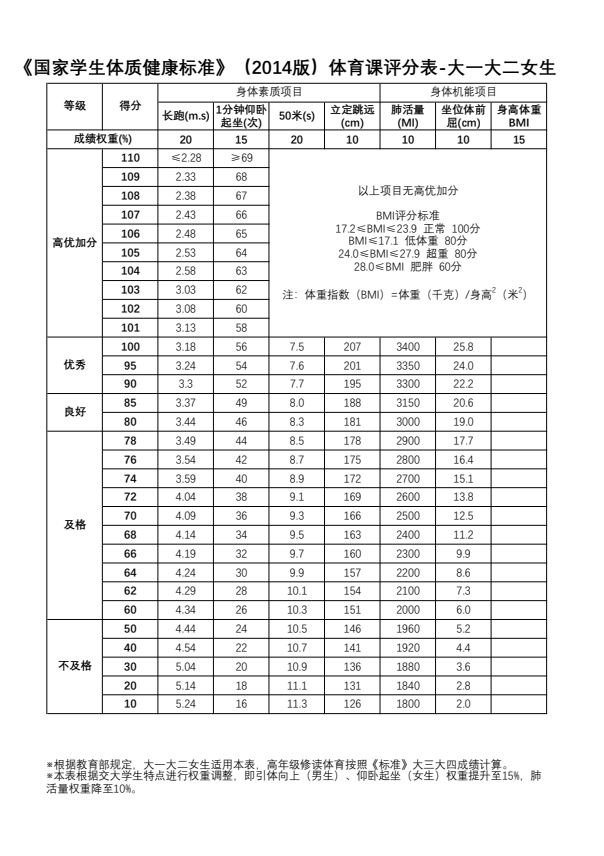 《国家学生体质健康标准》（2014版）体育课评分表-大一大二女生
等级 得分 身体素质项目 身体机能项目
长跑(m.s) 1分钟仰卧起坐(次) 50米(s) 立定跳远(cm) 肺活量(Ml) 坐位体前屈(cm) 身高体重BMI
成绩权重(%) 20 15 20 10 10 10 15
高优加分
110 ≤2.28 ≥69
109 2.33 68
108 2.38 67
107 2.43 66
106 2.48 65
105 2.53 64
104 2.58 63
103 3.03 62
102 3.08 60
101 3.13 58
以上项目无高优加分
BMI评分标准
17.2≤BMI≤23.9 正常 100分
BMI≤17.1 低体重 80分
24.0≤BMI≤27.9 超重 80分
28.0≤BMI 肥胖 60分
注：体重指数（BMI）=体重（千克）/身高²（米²）
优秀
100 3.18 56 7.5 207 3400 25.8
95 3.24 54 7.6 201 3350 24.0
90 3.3 52 7.7 195 3300 22.2
良好
85 3.37 49 8.0 188 3150 20.6
80 3.44 46 8.3 181 3000 19.0
及格
78 3.49 44 8.5 178 2900 17.7
76 3.54 42 8.7 175 2800 16.4
74 3.59 40 8.9 172 2700 15.1
72 4.04 38 9.1 169 2600 13.8
70 4.09 36 9.3 166 2500 12.5
68 4.14 34 9.5 163 2400 11.2
66 4.19 32 9.7 160 2300 9.9
64 4.24 30 9.9 157 2200 8.6
62 4.29 28 10.1 154 2100 7.3
60 4.34 26 10.3 151 2000 6.0
不及格
50 4.44 24 10.5 146 1960 5.2
40 4.54 22 10.7 141 1920 4.4
30 5.04 20 10.9 136 1880 3.6
20 5.14 18 11.1 131 1840 2.8
10 5.24 16 11.3 126 1800 2.0
※根据教育部规定，大一大二女生适用本表，高年级修读体育按照《标准》大三大四成绩计算。
※本表根据交大学生特点进行权重调整，即引体向上（男生）、仰卧起坐（女生）权重提升至15%，肺
活量权重降至10%。